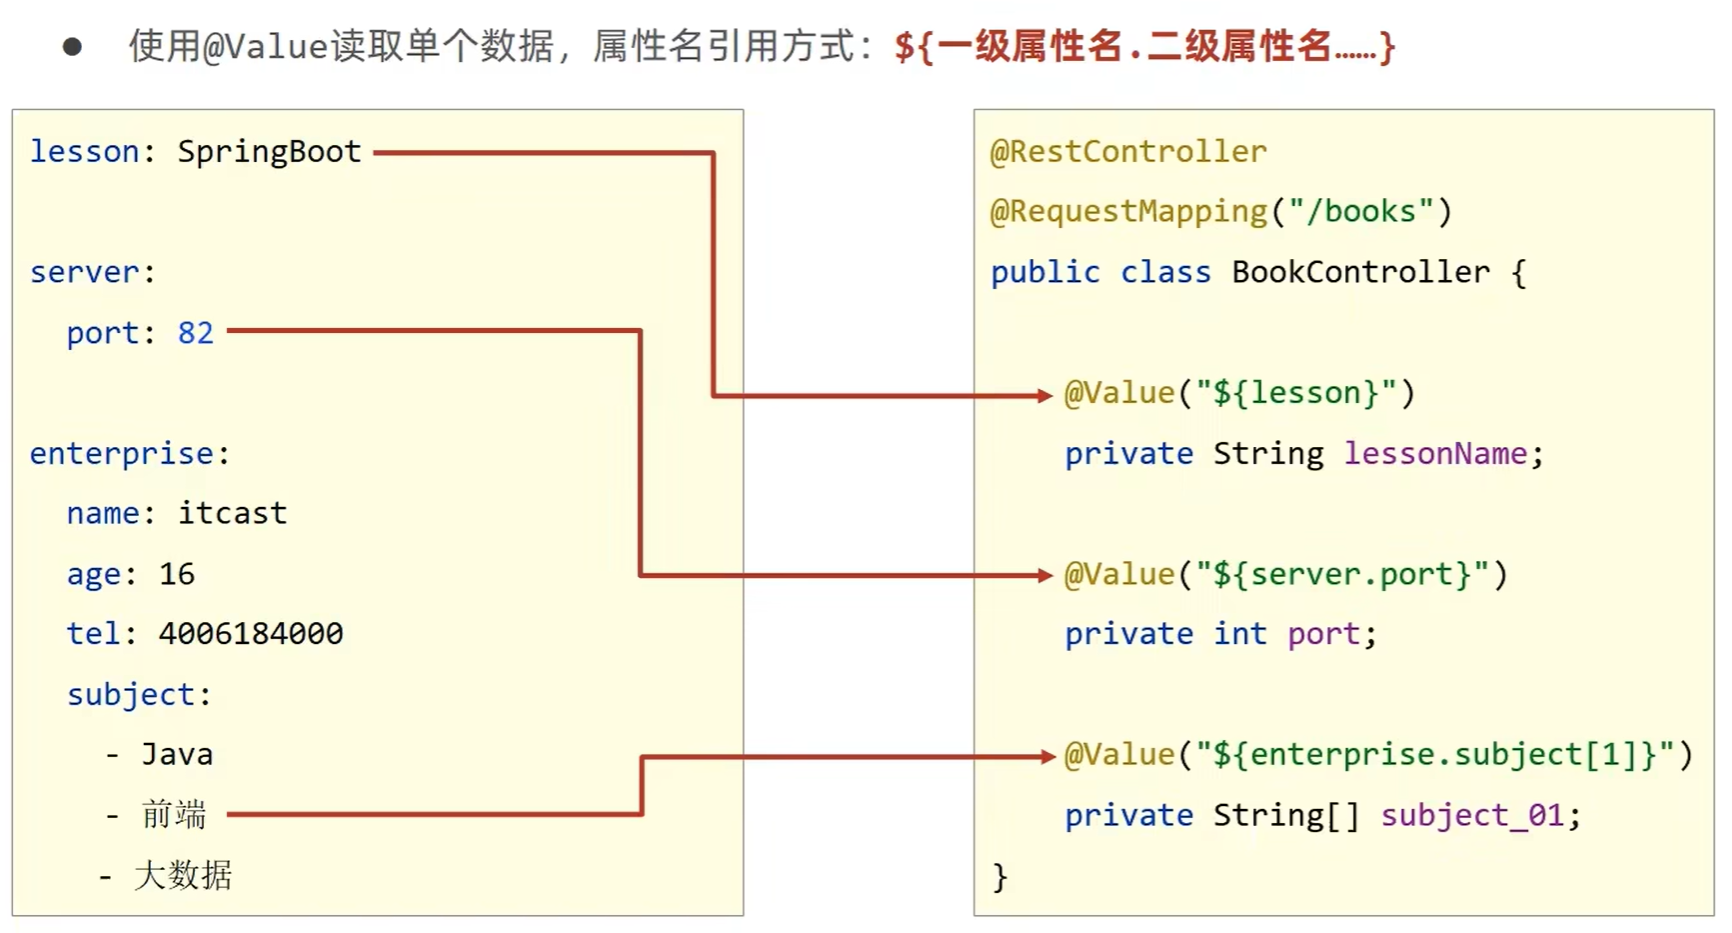 ● 使用@Value读取单个数据，属性名引用方式：${一级属性名.二级属性名……}
lesson: SpringBoot
server:
  port: 82
enterprise:
  name: itcast
  age: 16
  tel: 4006184000
  subject:
    - Java
    - 前端
    - 大数据
@RestController
@RequestMapping("/books")
public class BookController {
    @Value("${lesson}")
    private String lessonName;
    @Value("${server.port}")
    private int port;
    @Value("${enterprise.subject[1]}")
    private String[] subject_01;
}